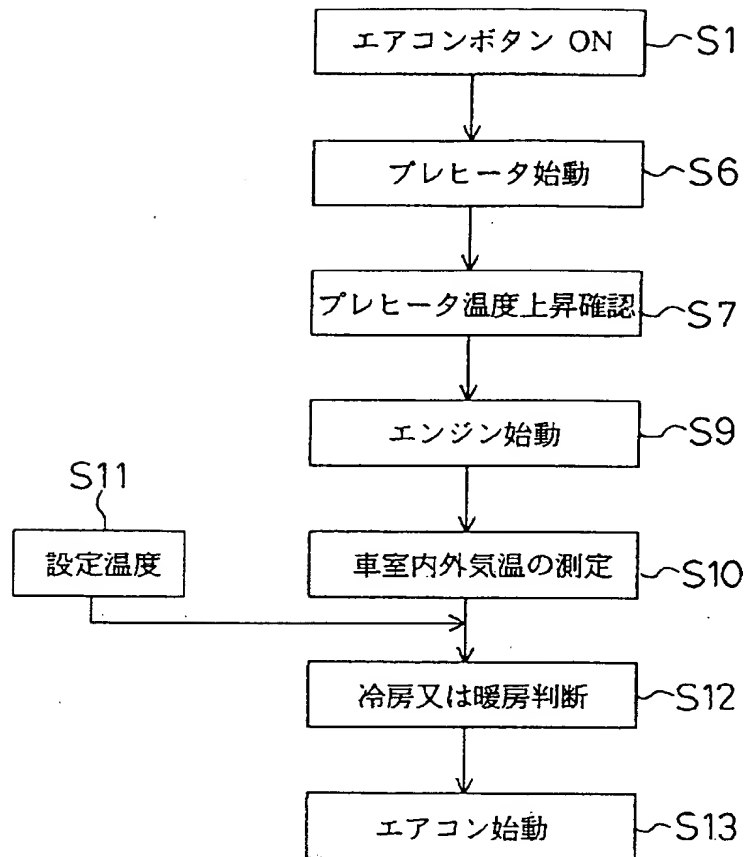 エアコンボタン ON
S1
プレヒータ始動
S6
プレヒータ温度上昇確認
S7
エンジン始動
S9
S11
設定温度
車室内外気温の測定
S10
冷房又は暖房判断
S12
エアコン始動
S13